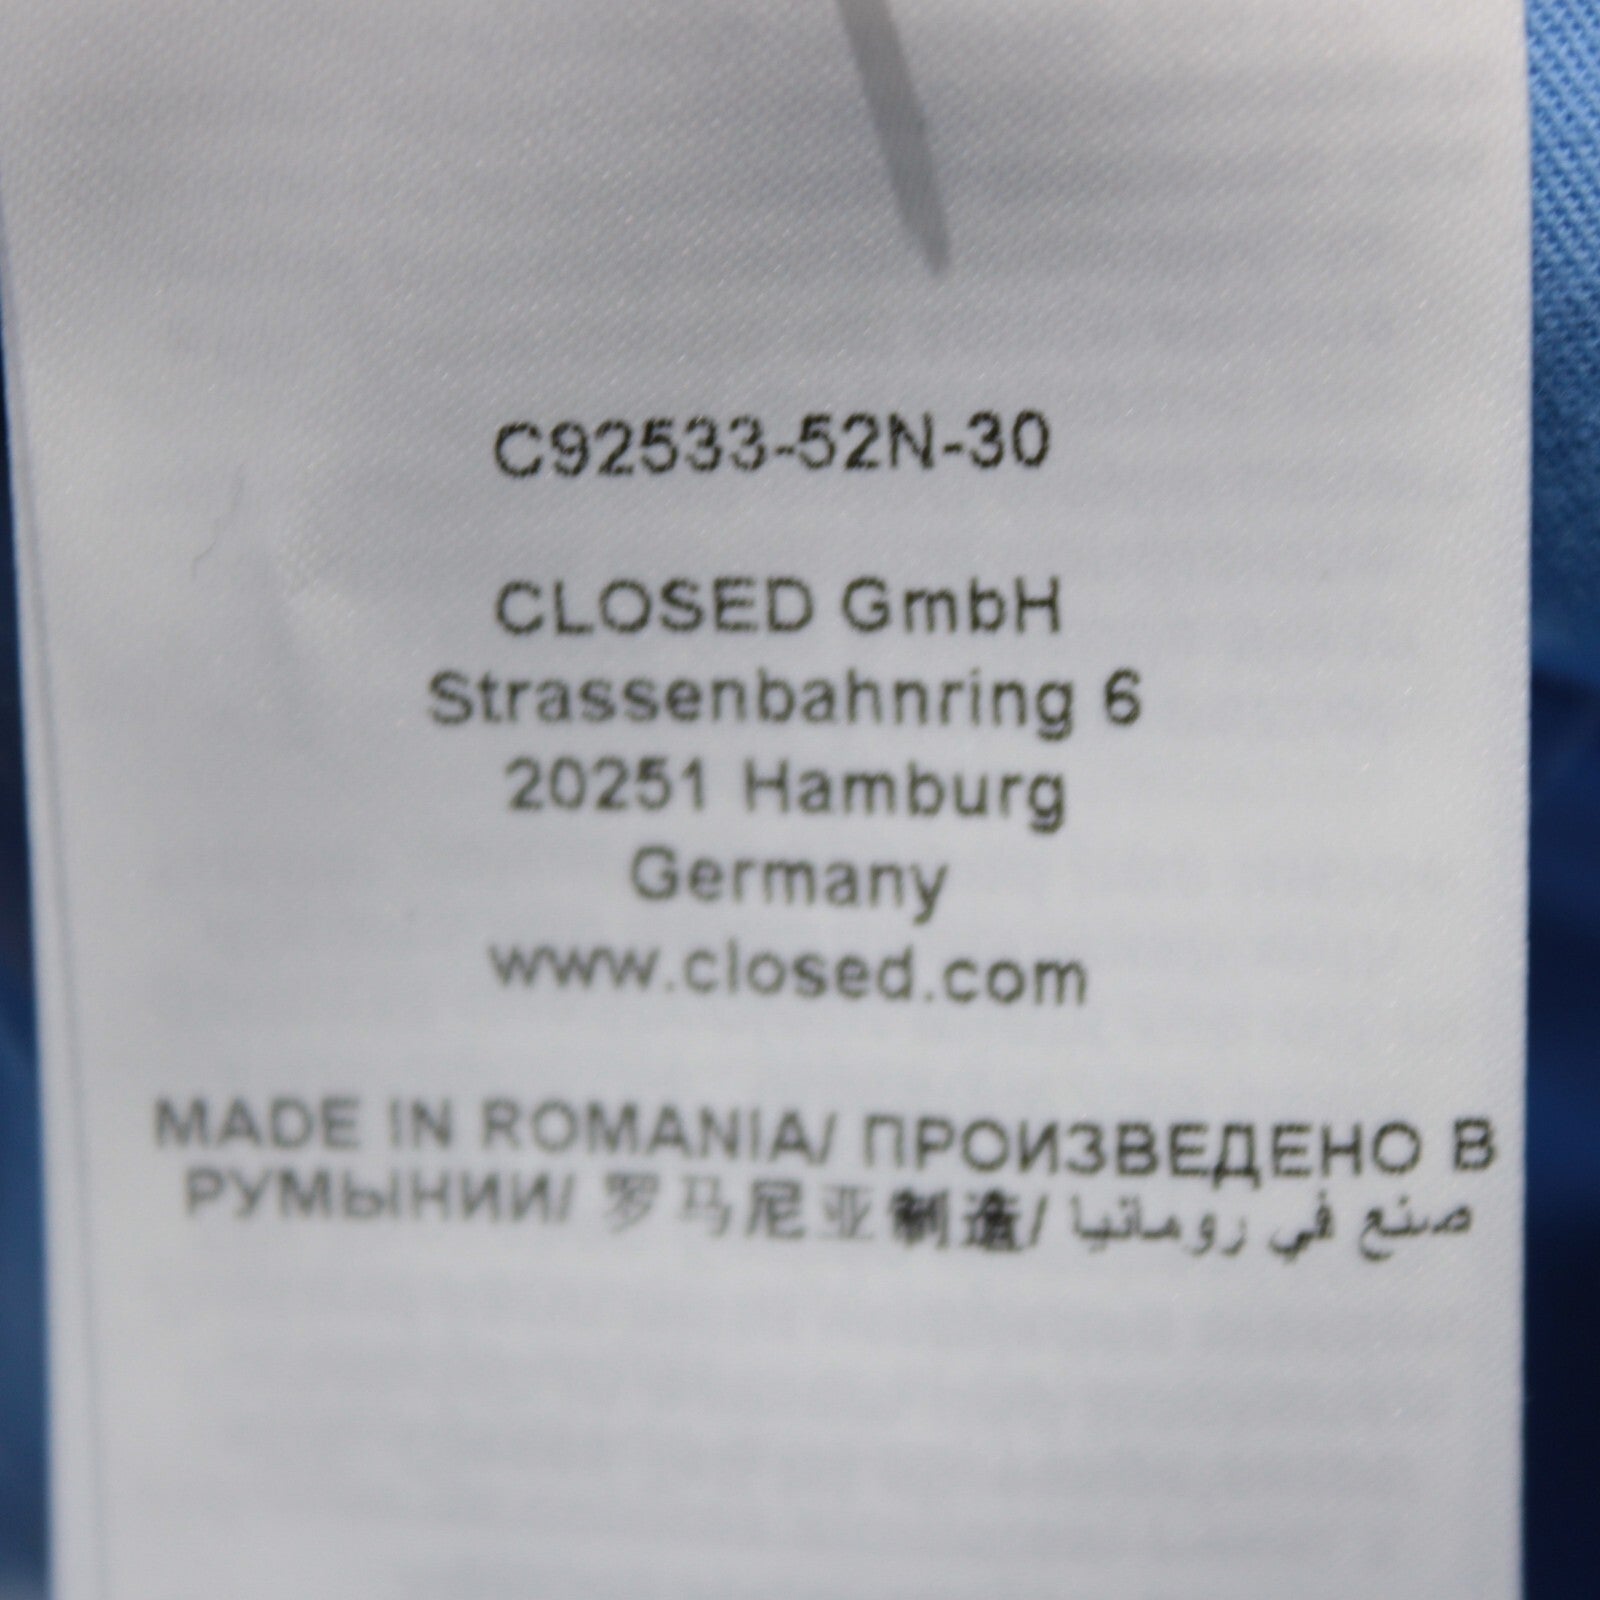 C92533-52N-30
CLOSED GmbH
Strassenbahnring 6
20251 Hamburg
Germany
www.closed.com
MADE IN ROMANIA/ ПРОИЗВЕДЕНО В
РУМЫНИИ/ 罗马尼亚制造/ صنع في رومانيا